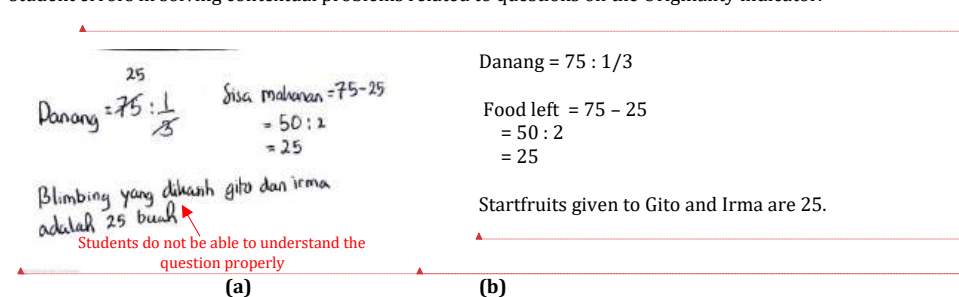 student errors in solving contextual problems related to questions on the originality indicator.
25
Danang = 75 : 1/3
Sisa makanan = 75-25
= 50 : 2
= 25
Blimbing yang dikasih gito dan irma
adalah 25 buah
Students do not be able to understand the
question properly
(a)
Danang = 75 : 1/3
Food left = 75 – 25
= 50 : 2
= 25
Startfruits given to Gito and Irma are 25.
(b)